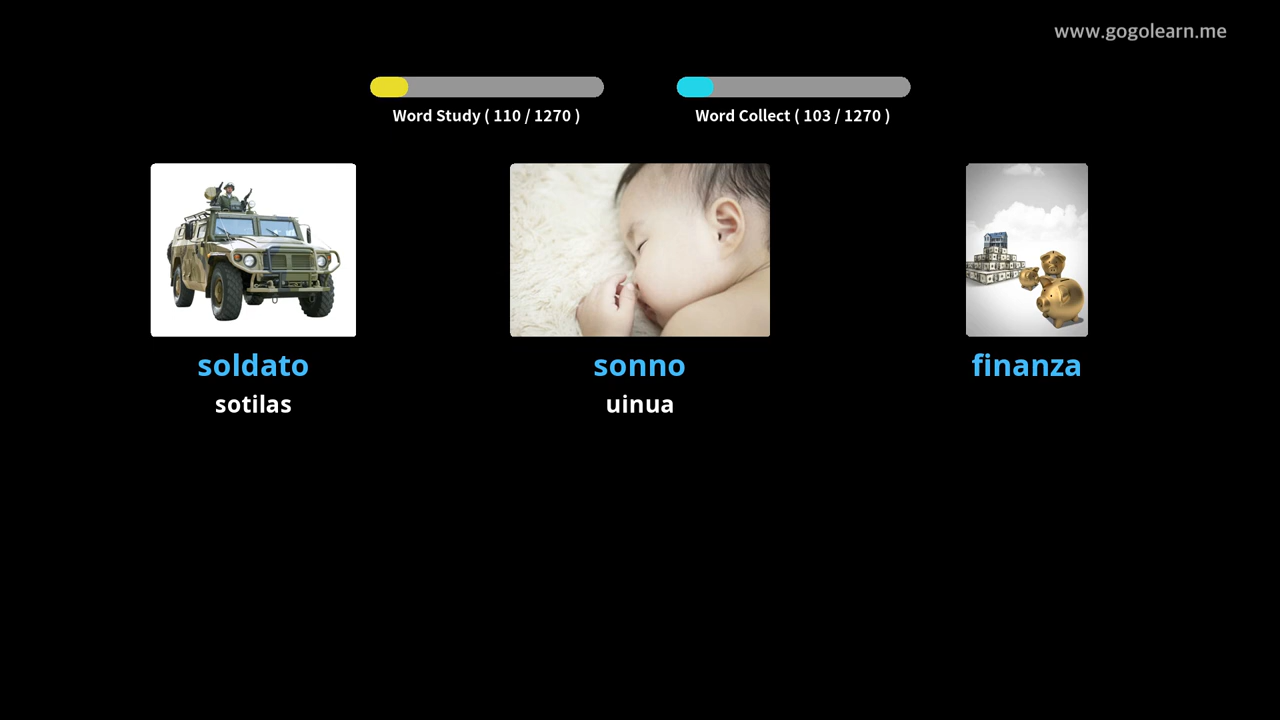 www.gogolearn.me
Word Study ( 110 / 1270 )
Word Collect ( 103 / 1270 )
soldato
sonno
finanza
sotilas
uinua